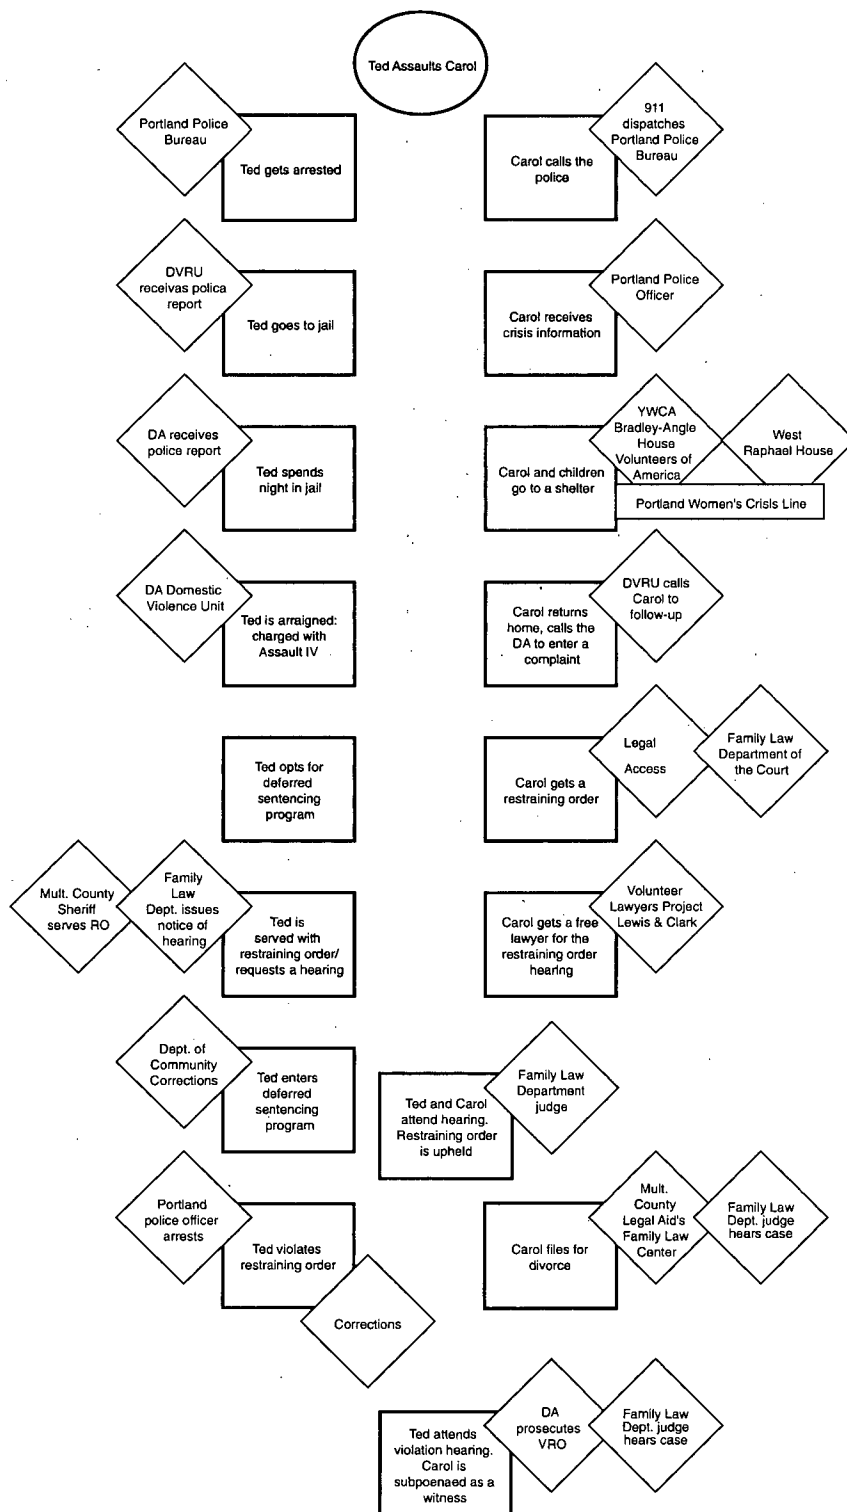 Ted Assaults Carol
Portland Police
Bureau
Ted gets arrested
Carol calls the
police
911
dispatches
Portland Police
Bureau
DVRU
receivas polica
report
Ted goes to jail
Carol receives
crisis information
Portland Police
Officer
DA receives
police report
Ted spends
night in jail
Carol and children
go to a shelter
YWCA
Bradley-Angle
House
Volunteers of
America
West
Raphael House
Portland Women's Crisis Line
DA Domestic
Violence Unit
Ted is arraigned:
charged with
Assault IV
Carol returns
home, calls the
DA to enter a
complaint
DVRU calls
Carol to
follow-up
Ted opts for
deferred
sentencing
program
Carol gets a
restraining order
Legal
Access
Family Law
Department of
the Court
Mult. County
Sheriff
serves RO
Family
Law
Dept. issues
notice of
hearing
Ted is
served with
restraining order/
requests a hearing
Carol gets a free
lawyer for the
restraining order
hearing
Volunteer
Lawyers Project
Lewis & Clark
Dept. of
Community
Corrections
Ted enters
deferred
sentencing
program
Ted and Carol
attend hearing.
Restraining order
is upheld
Family Law
Department
judge
Portland
police officer
arrests
Ted violates
restraining order
Corrections
Carol files for
divorce
Mult.
County
Legal Aid's
Family Law
Center
Family Law
Dept. judge
hears case
Ted attends
violation hearing.
Carol is
subpoenaed as a
witness
DA
prosecutes
VRO
Family Law
Dept. judge
hears case